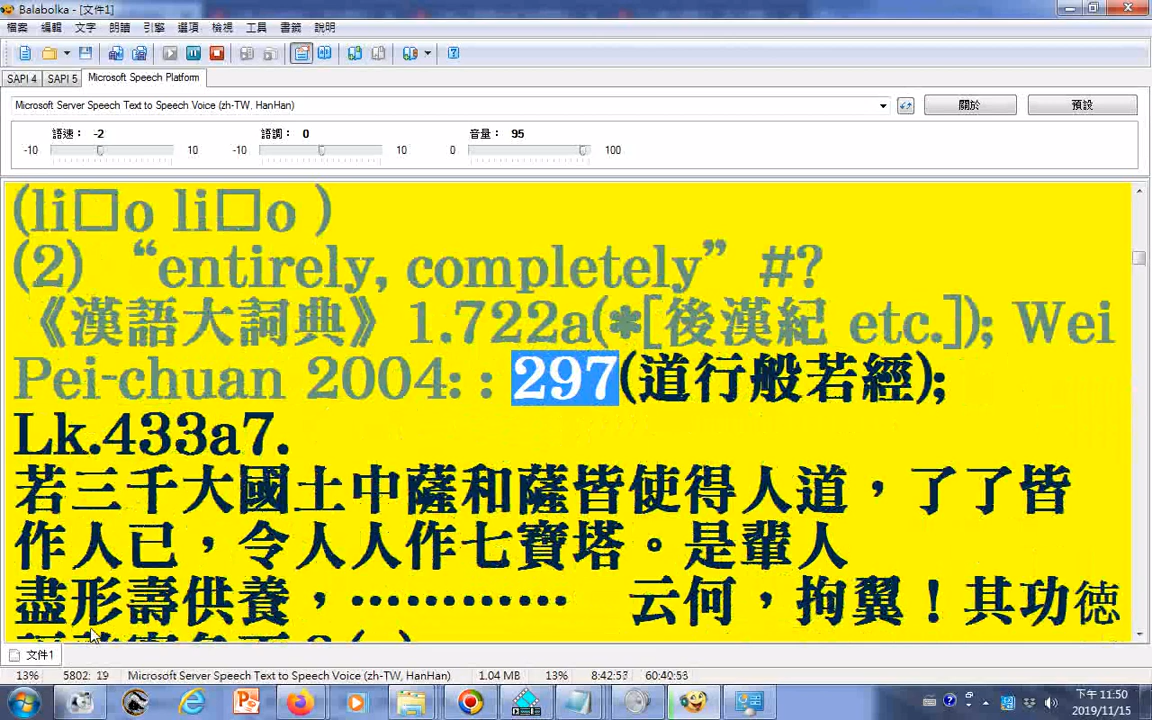 Balabolka - [文件1]
檔案 編輯 文字 朗讀 引擎 選項 檢視 工具 書籤 說明
SAPI 4 SAPI 5 Microsoft Speech Platform
Microsoft Server Speech Text to Speech Voice (zh-TW, HanHan) 關於 預設
語速： -2 語調： 0 音量： 95
-10 10 -10 10 0 100
(li□o li□o )
(2) “entirely, completely” #?
《漢語大詞典》 1.722a(*[後漢紀 etc.]); Wei
Pei-chuan 2004: : 297(道行般若經);
Lk.433a7.
若三千大國土中薩和薩皆使得人道，了了皆
作人已，令人人作七寶塔。是輩人
盡形壽供養，………… 云何，拘翼！其功德
文件1
13% 5802: 19 Microsoft Server Speech Text to Speech Voice (zh-TW, HanHan) 1.04 MB 13% 8:42:53 60:40:53
下午 11:50
2019/11/15